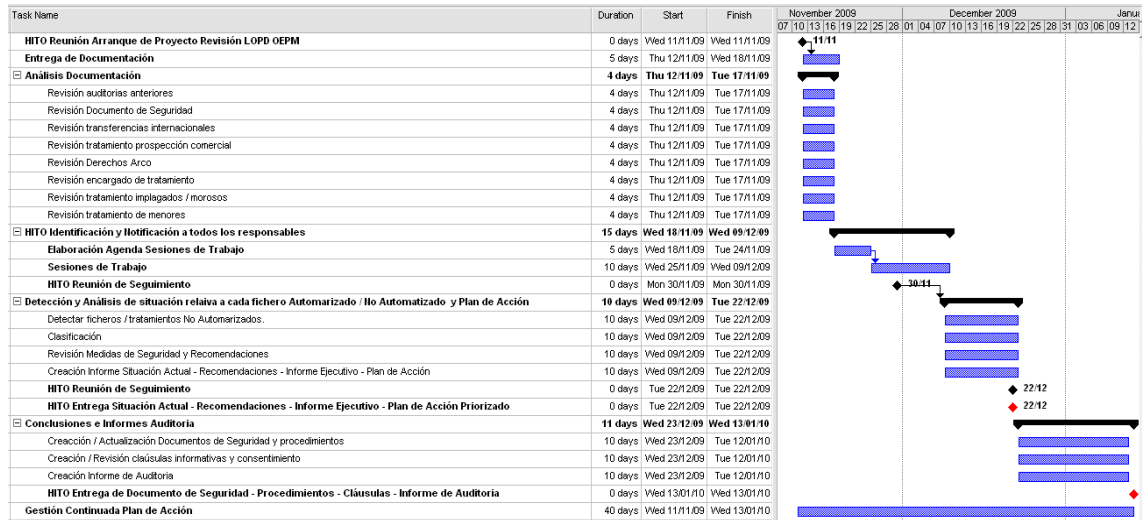 Task Name Duration Start Finish November 2009 December 2009 Janua
07 10 13 16 19 22 25 28 01 04 07 10 13 16 19 22 25 28 31 03 06 09 12
HITO Reunión Arranque de Proyecto Revisión LOPD OEPM 0 days Wed 11/11/09 Wed 11/11/09 11/11
Entrega de Documentación 5 days Thu 12/11/09 Wed 18/11/09
Análisis Documentación 4 days Thu 12/11/09 Tue 17/11/09
Revisión auditorias anteriores 4 days Thu 12/11/09 Tue 17/11/09
Revisión Documento de Seguridad 4 days Thu 12/11/09 Tue 17/11/09
Revisión transferencias internacionales 4 days Thu 12/11/09 Tue 17/11/09
Revisión tratamiento prospección comercial 4 days Thu 12/11/09 Tue 17/11/09
Revisión Derechos Arco 4 days Thu 12/11/09 Tue 17/11/09
Revisión encargado de tratamiento 4 days Thu 12/11/09 Tue 17/11/09
Revisión tratamiento implagados / morosos 4 days Thu 12/11/09 Tue 17/11/09
Revisión tratamiento de menores 4 days Thu 12/11/09 Tue 17/11/09
HITO Identificación y Notificación a todos los responsables 15 days Wed 18/11/09 Wed 09/12/09
Elaboración Agenda Sesiones de Trabajo 5 days Wed 18/11/09 Tue 24/11/09
Sesiones de Trabajo 10 days Wed 25/11/09 Wed 09/12/09
HITO Reunión de Seguimiento 0 days Mon 30/11/09 Mon 30/11/09 30/11
Detección y Análisis de situación relaiva a cada fichero Automarizado / No Automatizado y Plan de Acción 10 days Wed 09/12/09 Tue 22/12/09
Detectar ficheros / tratamientos No Automarizados. 10 days Wed 09/12/09 Tue 22/12/09
Clasificación 10 days Wed 09/12/09 Tue 22/12/09
Revisión Medidas de Seguridad y Recomendaciones 10 days Wed 09/12/09 Tue 22/12/09
Creación Informe Situación Actual - Recomendaciones - Informe Ejecutivo - Plan de Acción 10 days Wed 09/12/09 Tue 22/12/09
HITO Reunión de Seguimiento 0 days Tue 22/12/09 Tue 22/12/09 22/12
HITO Entrega Situación Actual - Recomendaciones - Informe Ejecutivo - Plan de Acción Priorizado 0 days Tue 22/12/09 Tue 22/12/09 22/12
Conclusiones e Informes Auditoria 11 days Wed 23/12/09 Wed 13/01/10
Creacción / Actualización Documentos de Seguridad y procedimientos 10 days Wed 23/12/09 Tue 12/01/10
Creación / Revisión claúsulas informativas y consentimiento 10 days Wed 23/12/09 Tue 12/01/10
Creación Informe de Auditoria 10 days Wed 23/12/09 Tue 12/01/10
HITO Entrega de Documento de Seguridad - Procedimientos - Cláusulas - Informe de Auditoria 0 days Wed 13/01/10 Wed 13/01/10
Gestión Continuada Plan de Acción 40 days Wed 11/11/09 Wed 13/01/10